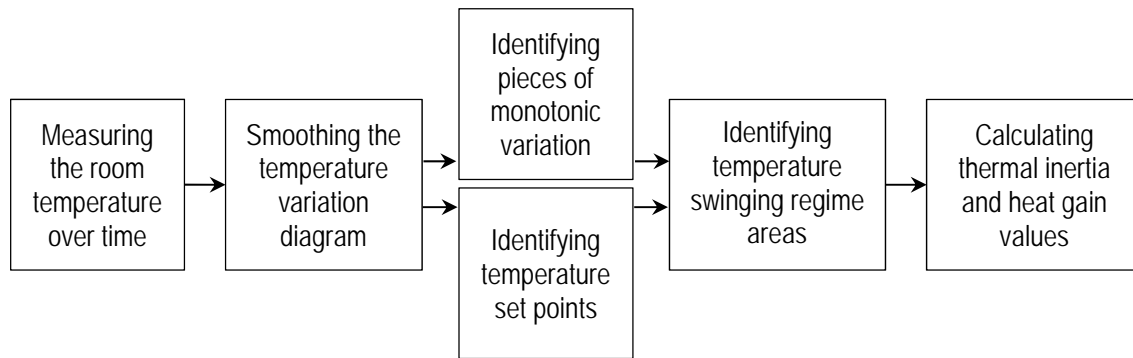 Measuring
the room
temperature
over time
Smoothing the
temperature
variation
diagram
Identifying
pieces of
monotonic
variation
Identifying
temperature
set points
Identifying
temperature
swinging regime
areas
Calculating
thermal inertia
and heat gain
values